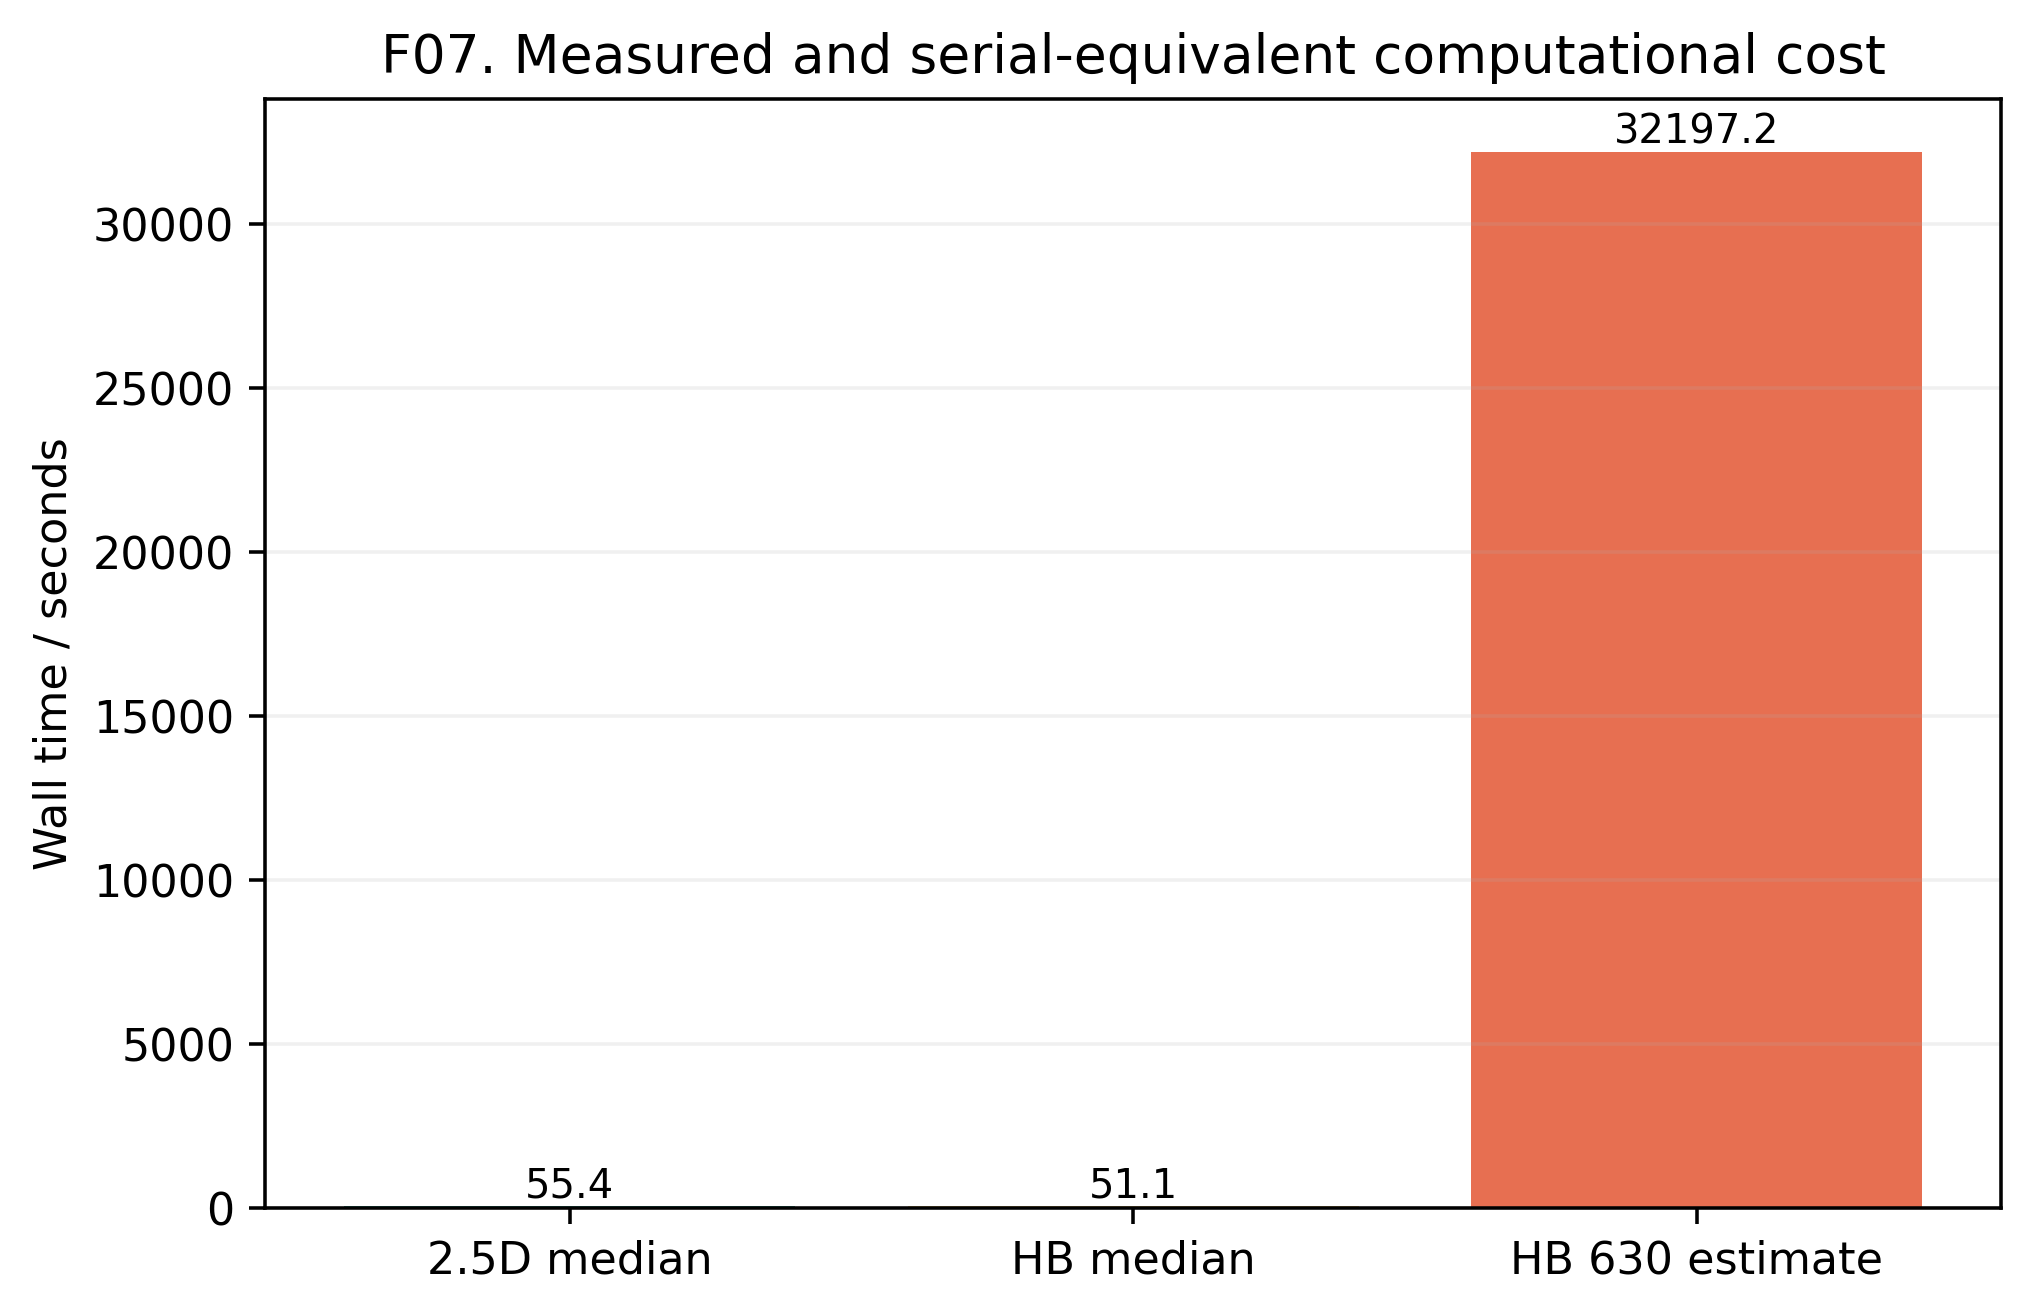 F07. Measured and serial-equivalent computational cost
Wall time / seconds
30000
25000
20000
15000
10000
5000
0
32197.2
55.4
51.1
2.5D median
HB median
HB 630 estimate